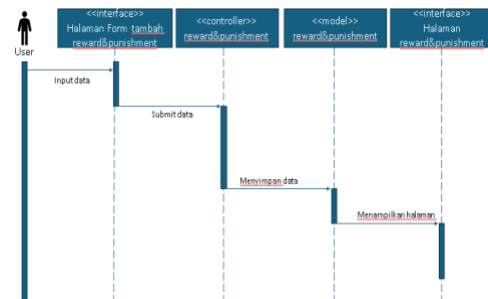 <<interface>>
Halaman Form tambah
reward&punishment
<<controller>>
reward&punishment
<<model>>
reward&punishment
<<interface>>
Halaman
reward&punishment
User
Input data
Submit data
Menyimpan data
Menampilkan halaman